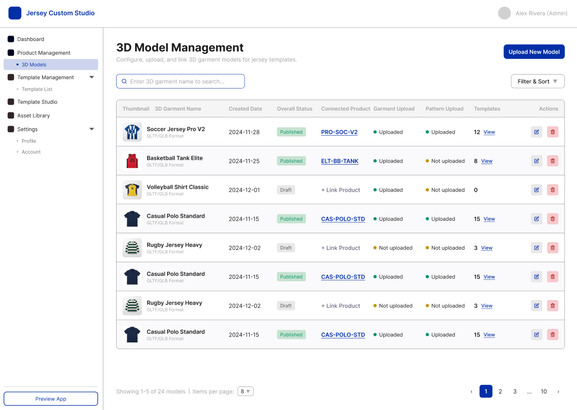 Jersey Custom Studio
Alex Rivera (Admin)
Dashboard
Product Management
3D Models
Template Management
Template List
Template Studio
Asset Library
Settings
Profile
Account
Preview App
3D Model Management
Configure, upload, and link 3D garment models for jersey templates.
Upload New Model
Enter 3D garment name to search...
Filter & Sort
Thumbnail 3D Garment Name Created Date Overall Status Connected Product Garment Upload Pattern Upload Templates Actions
Soccer Jersey Pro V2 2024-11-28 Published PRO-SOC-V2 Uploaded Uploaded 12 View
GLTF/GLB Format
Basketball Tank Elite 2024-11-25 Published ELT-BB-TANK Uploaded Not uploaded 8 View
GLTF/GLB Format
Volleyball Shirt Classic 2024-12-01 Draft + Link Product Uploaded Not uploaded 0
GLTF/GLB Format
Casual Polo Standard 2024-11-15 Published CAS-POLO-STD Uploaded Uploaded 15 View
GLTF/GLB Format
Rugby Jersey Heavy 2024-12-02 Draft + Link Product Not uploaded Not uploaded 3 View
GLTF/GLB Format
Casual Polo Standard 2024-11-15 Published CAS-POLO-STD Uploaded Uploaded 15 View
GLTF/GLB Format
Rugby Jersey Heavy 2024-12-02 Draft + Link Product Not uploaded Not uploaded 3 View
GLTF/GLB Format
Casual Polo Standard 2024-11-15 Published CAS-POLO-STD Uploaded Uploaded 15 View
GLTF/GLB Format
Showing 1-5 of 24 models | Items per page: 8 ‹ 1 2 3 ... 10 ›